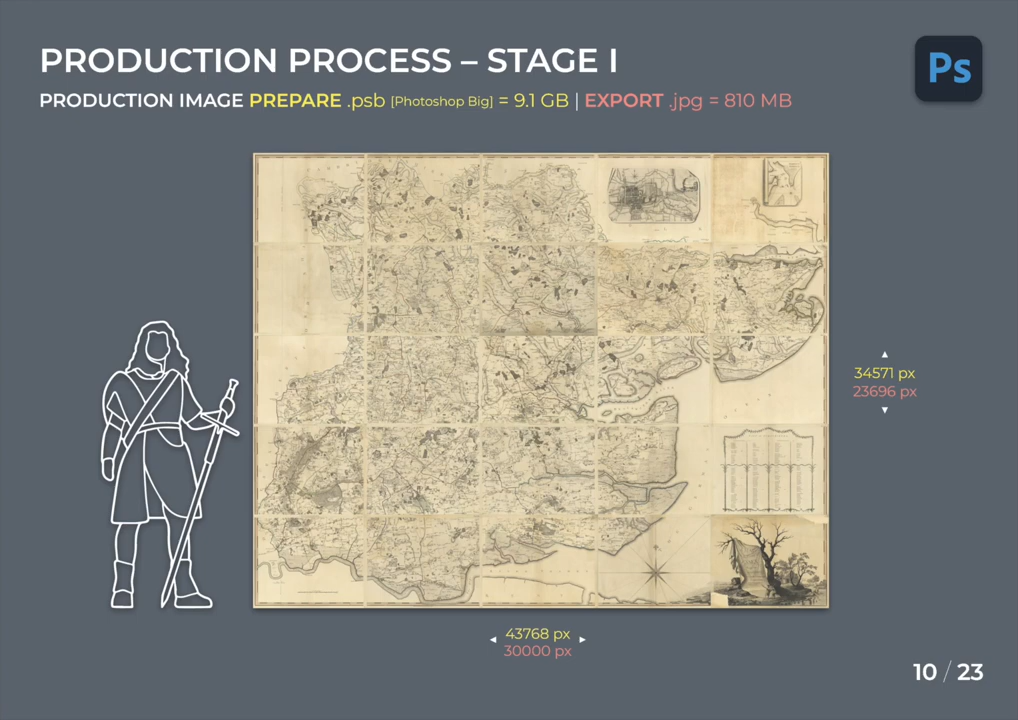 PRODUCTION PROCESS – STAGE I
PRODUCTION IMAGE PREPARE .psb [Photoshop Big] = 9.1 GB | EXPORT .jpg = 810 MB
Ps
34571 px
23696 px
43768 px
30000 px
10 / 23